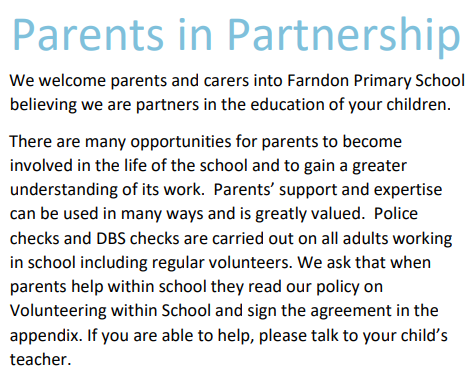 Parents in Partnership
We welcome parents and carers into Farndon Primary School
believing we are partners in the education of your children.
There are many opportunities for parents to become
involved in the life of the school and to gain a greater
understanding of its work.  Parents’ support and expertise
can be used in many ways and is greatly valued.  Police
checks and DBS checks are carried out on all adults working
in school including regular volunteers. We ask that when
parents help within school they read our policy on
Volunteering within School and sign the agreement in the
appendix. If you are able to help, please talk to your child’s
teacher.